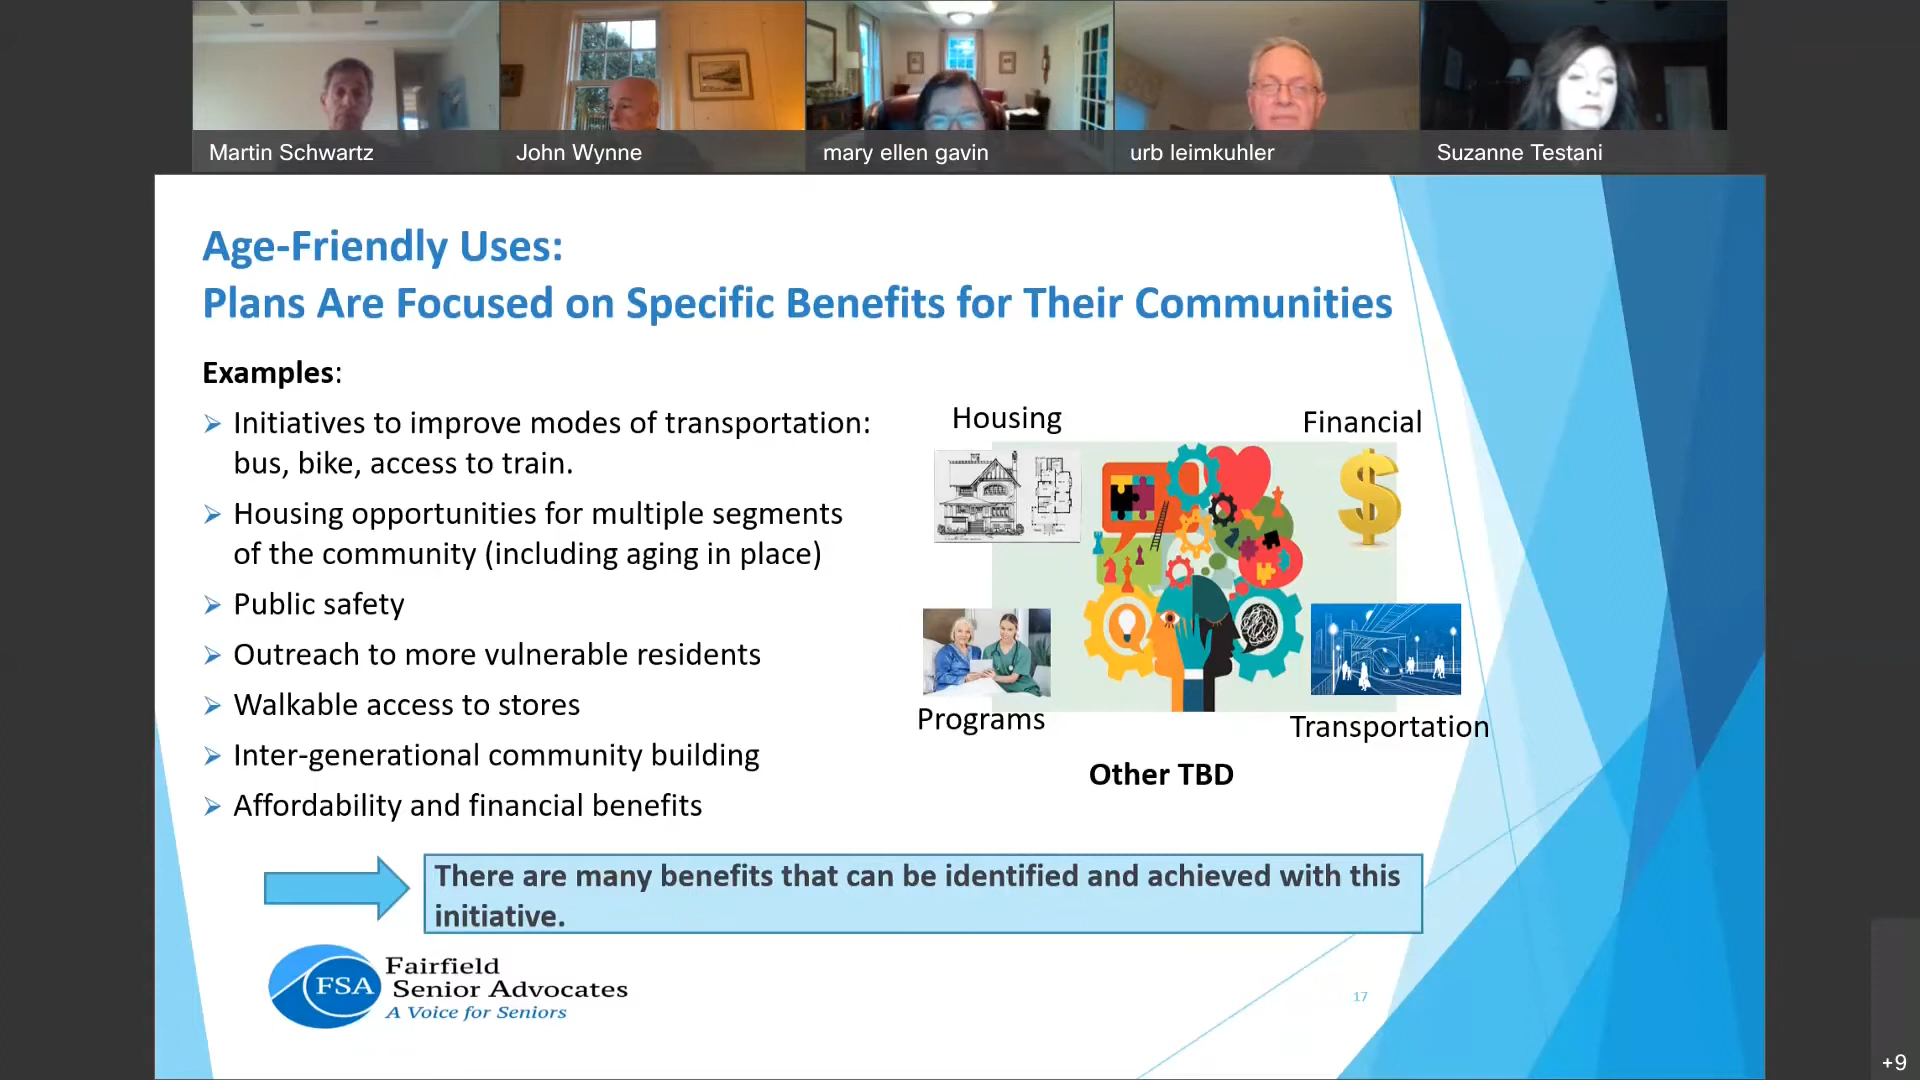 Martin Schwartz
John Wynne
mary ellen gavin
urb leimkuhler
Suzanne Testani
Age-Friendly Uses:
Plans Are Focused on Specific Benefits for Their Communities
Examples:
Initiatives to improve modes of transportation:
bus, bike, access to train.
Housing opportunities for multiple segments
of the community (including aging in place)
Public safety
Outreach to more vulnerable residents
Walkable access to stores
Inter-generational community building
Affordability and financial benefits
Housing
Financial
Programs
Transportation
Other TBD
There are many benefits that can be identified and achieved with this
initiative.
FSA
Fairfield
Senior Advocates
A Voice for Seniors
17
+9